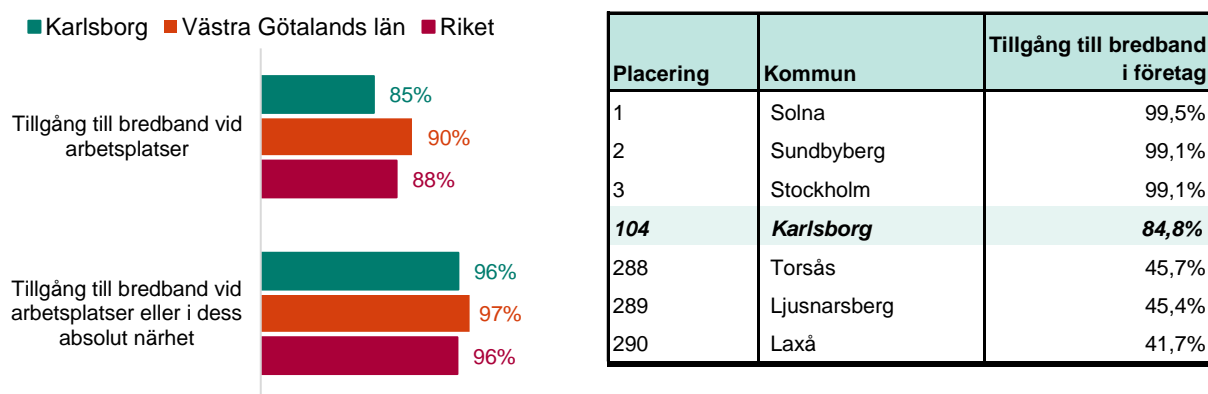 Karlsborg Västra Götalands län Riket
Tillgång till bredband vid
arbetsplatser
85%
90%
88%
Tillgång till bredband vid
arbetsplatser eller i dess
absolut närhet
96%
97%
96%
Placering Kommun Tillgång till bredband
i företag
1 Solna 99,5%
2 Sundbyberg 99,1%
3 Stockholm 99,1%
104 Karlsborg 84,8%
288 Torsås 45,7%
289 Ljusnarsberg 45,4%
290 Laxå 41,7%